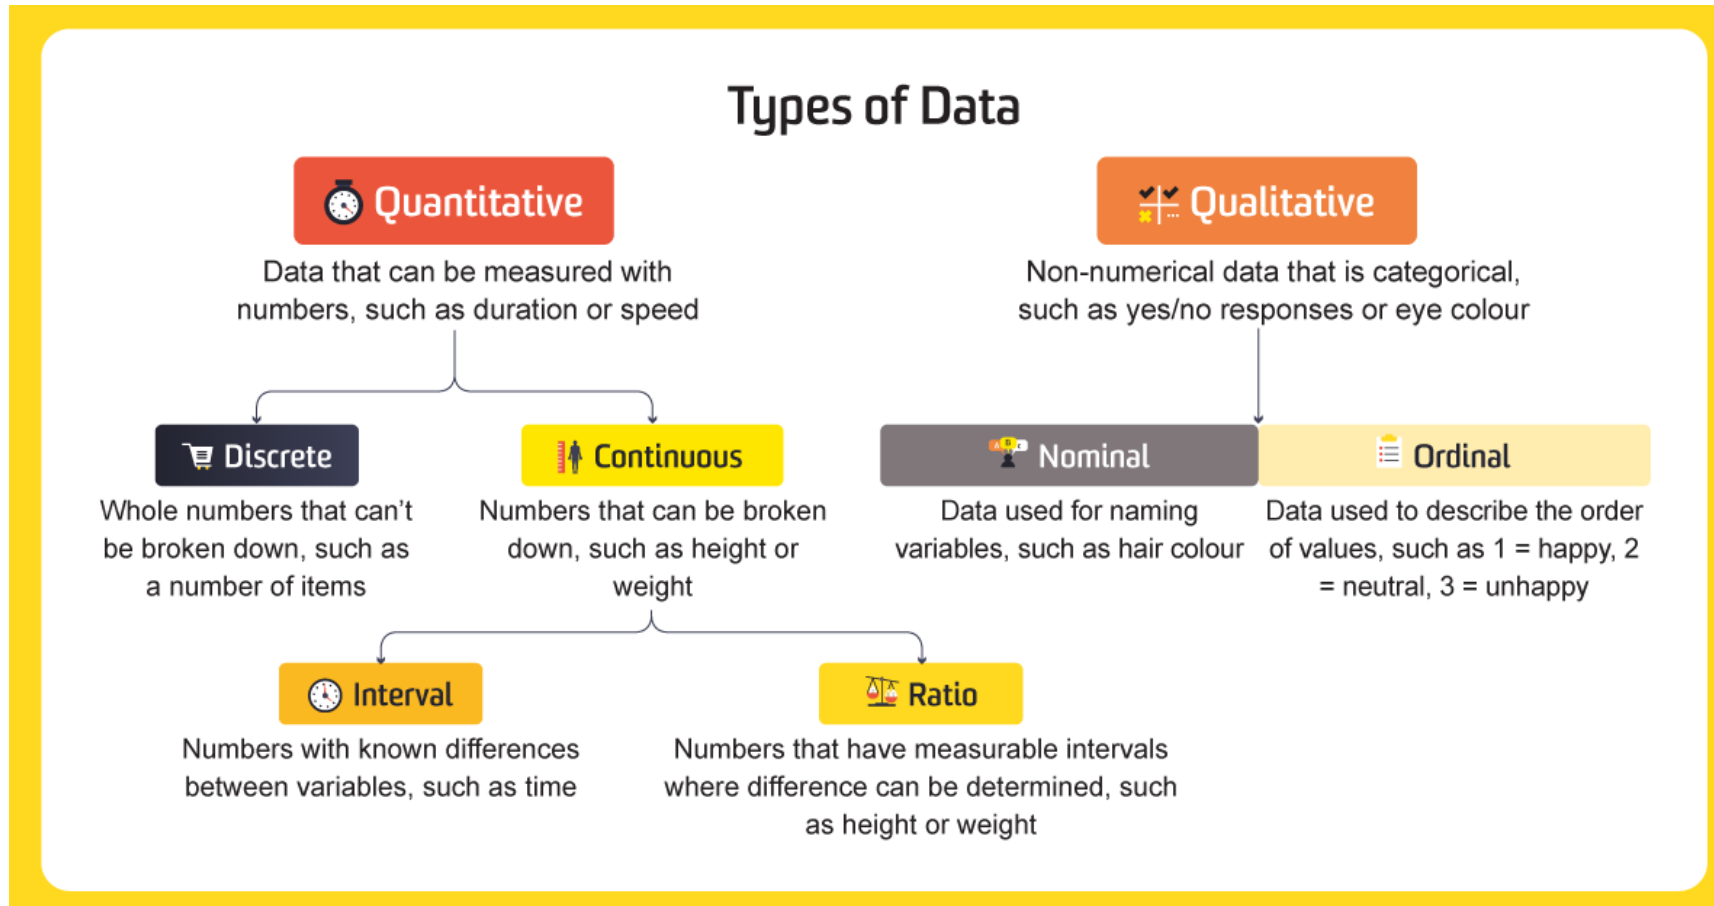 Types of Data
Quantitative
Data that can be measured with
numbers, such as duration or speed
Qualitative
Non-numerical data that is categorical,
such as yes/no responses or eye colour
Discrete
Whole numbers that can't
be broken down, such as
a number of items
Continuous
Numbers that can be broken
down, such as height or
weight
Nominal
Data used for naming
variables, such as hair colour
Ordinal
Data used to describe the order
of values, such as 1 = happy, 2
= neutral, 3 = unhappy
Interval
Numbers with known differences
between variables, such as time
Ratio
Numbers that have measurable intervals
where difference can be determined, such
as height or weight